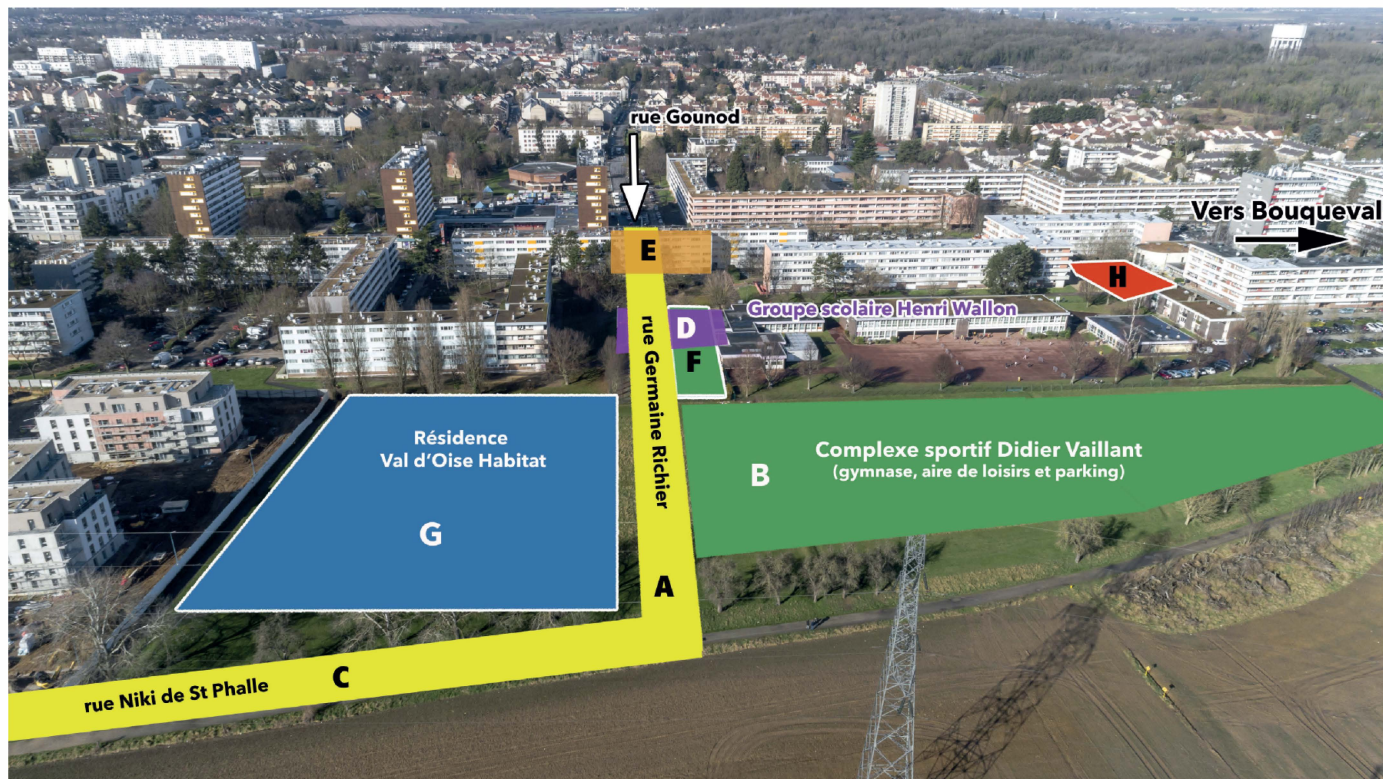 rue Gounod
Vers Bouqueval
E
H
Groupe scolaire Henri Wallon
D
F
rue Germaine Richier
Résidence
Val d'Oise Habitat
G
Complexe sportif Didier Vaillant
(gymnase, aire de loisirs et parking)
B
A
C
rue Niki de St Phalle